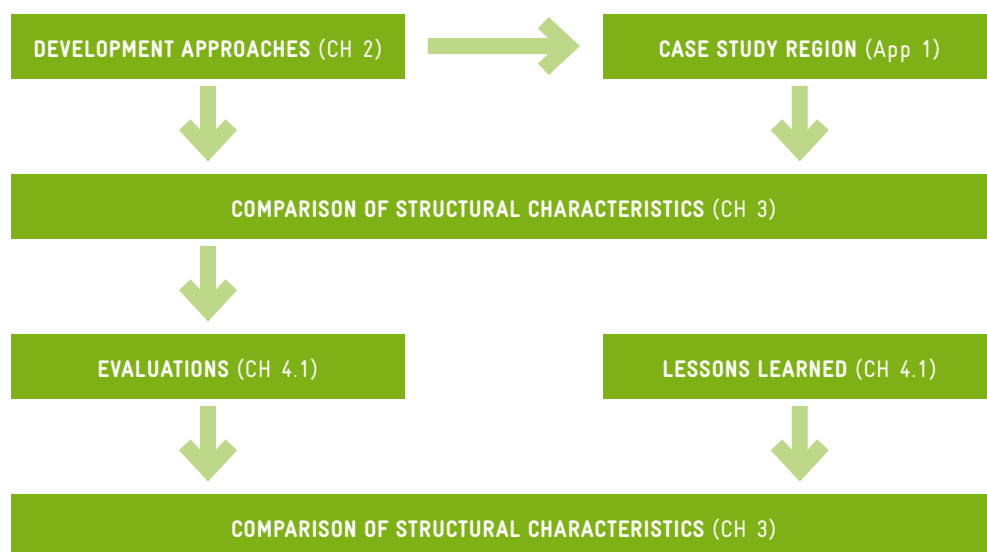 DEVELOPMENT APPROACHES (CH 2)
CASE STUDY REGION (App 1)
COMPARISON OF STRUCTURAL CHARACTERISTICS (CH 3)
EVALUATIONS (CH 4.1)
LESSONS LEARNED (CH 4.1)
COMPARISON OF STRUCTURAL CHARACTERISTICS (CH 3)